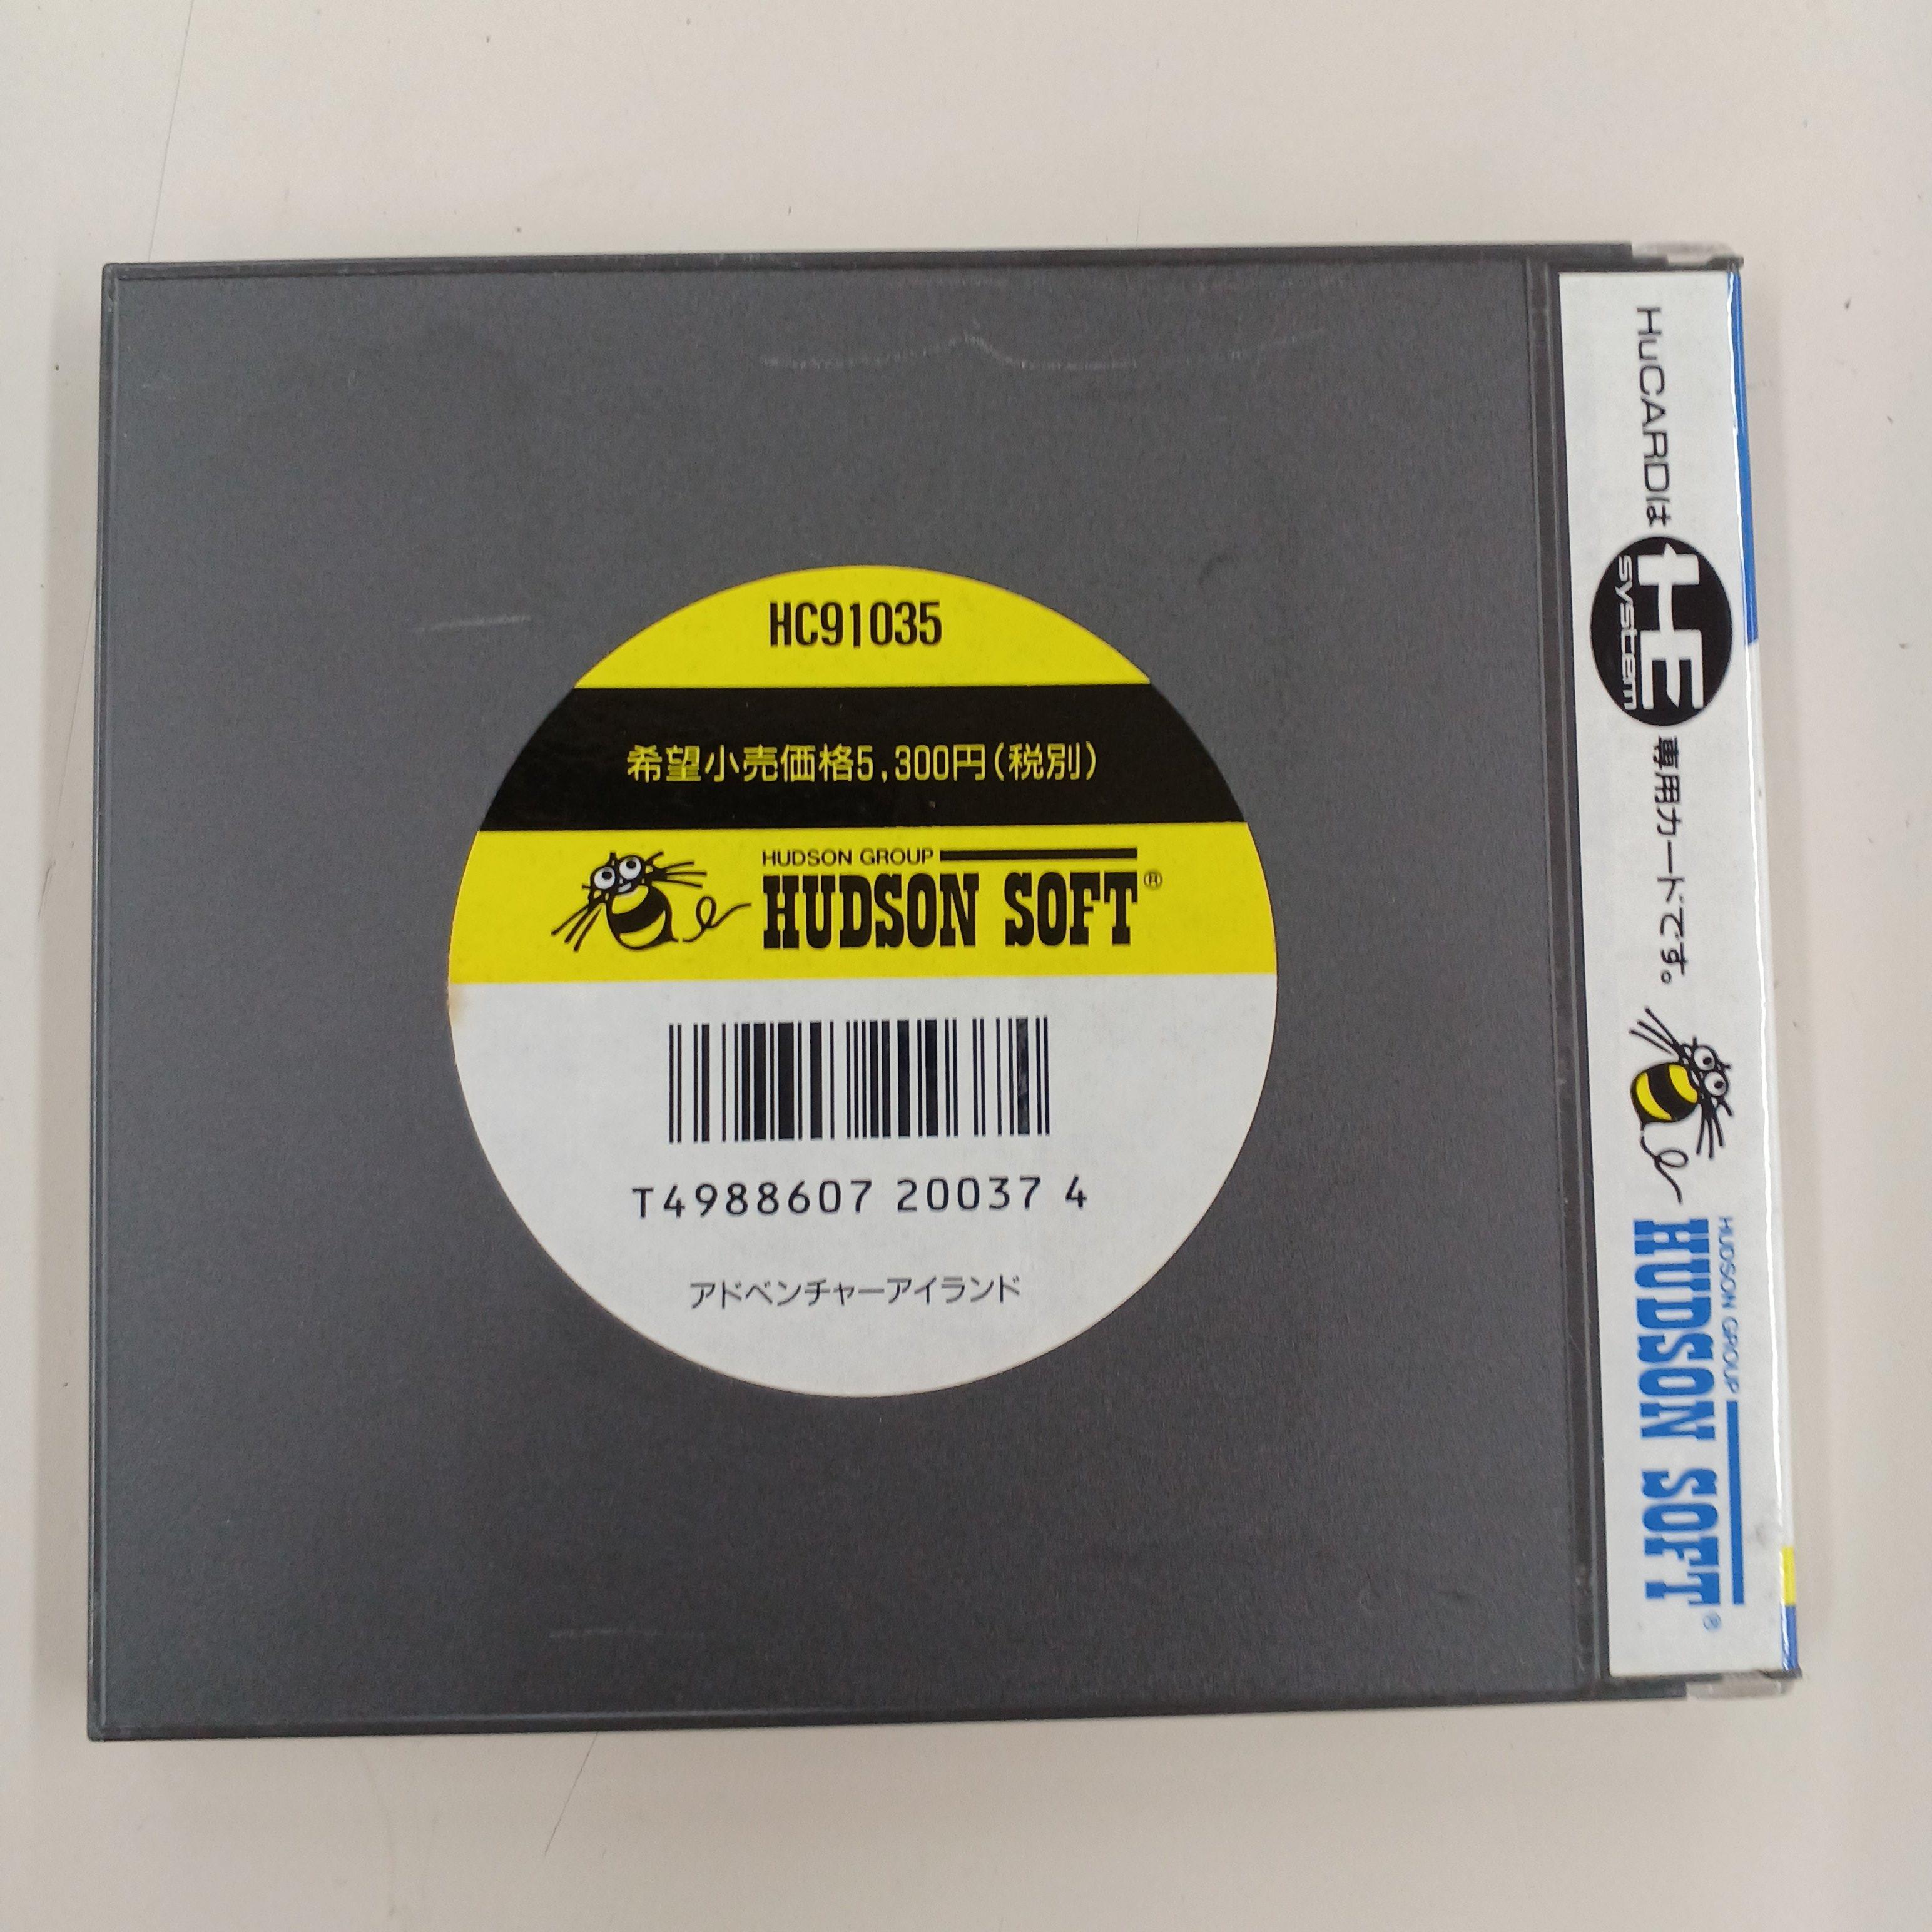 HC91035
希望小売価格5,300円(税別)
HUDSON GROUP
HUDSON SOFT®
T4988607 20037 4
アドベンチャーアイランド
HuCARDは
HE
system
専用カードです。
HUDSON GROUP
HUDSON SOFT®